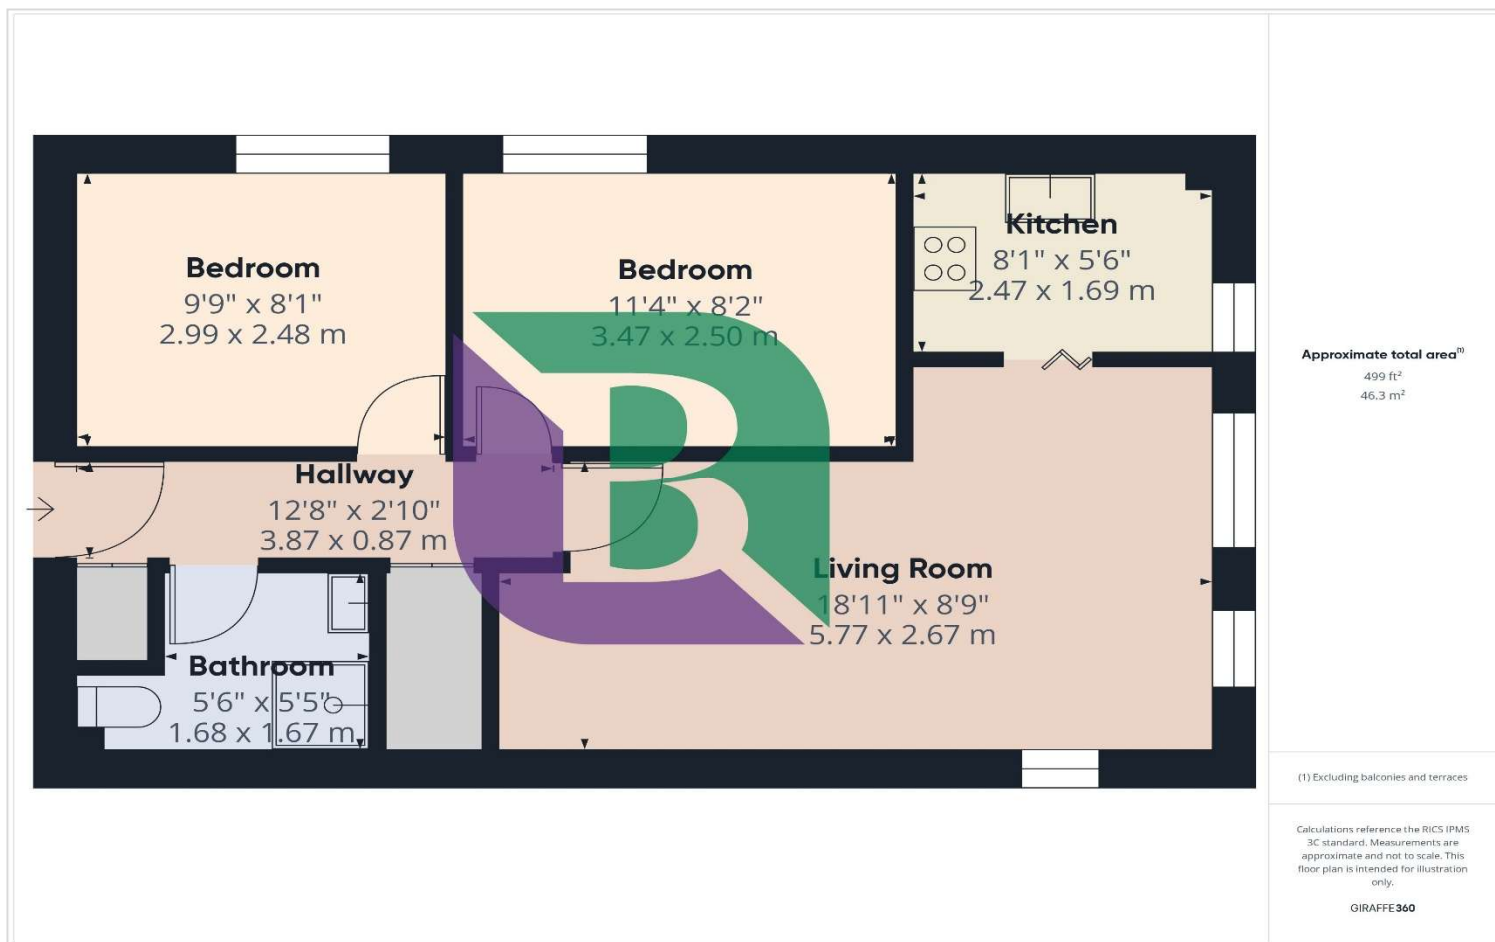 Bedroom
9'9" x 8'1"
2.99 x 2.48 m
Bedroom
11'4" x 8'2"
3.47 x 2.50 m
Kitchen
8'1" x 5'6"
2.47 x 1.69 m
Hallway
12'8" x 2'10"
3.87 x 0.87 m
Living Room
18'11" x 8'9"
5.77 x 2.67 m
Bathroom
5'6" x 5'5"
1.68 x 1.67 m
B
Approximate total area(1)
499 ft²
46.3 m²
(1) Excluding balconies and terraces
Calculations reference the RICS IPMS
3C standard. Measurements are
approximate and not to scale. This
floor plan is intended for illustration
only.
GIRAFFE360